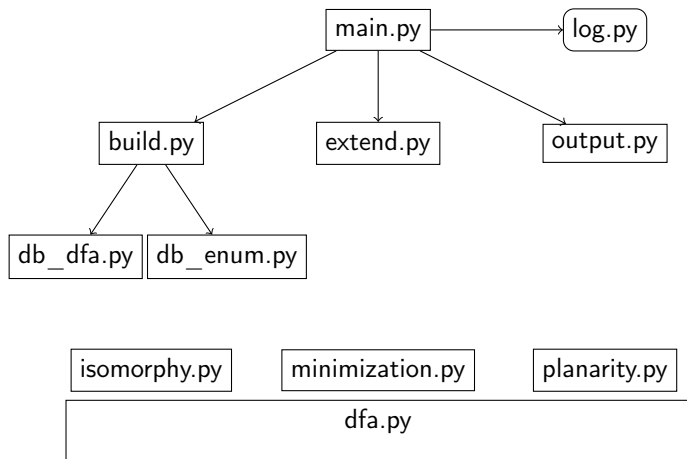 main.py
log.py
build.py
extend.py
output.py
db_dfa.py
db_enum.py
isomorphy.py
minimization.py
planarity.py
dfa.py